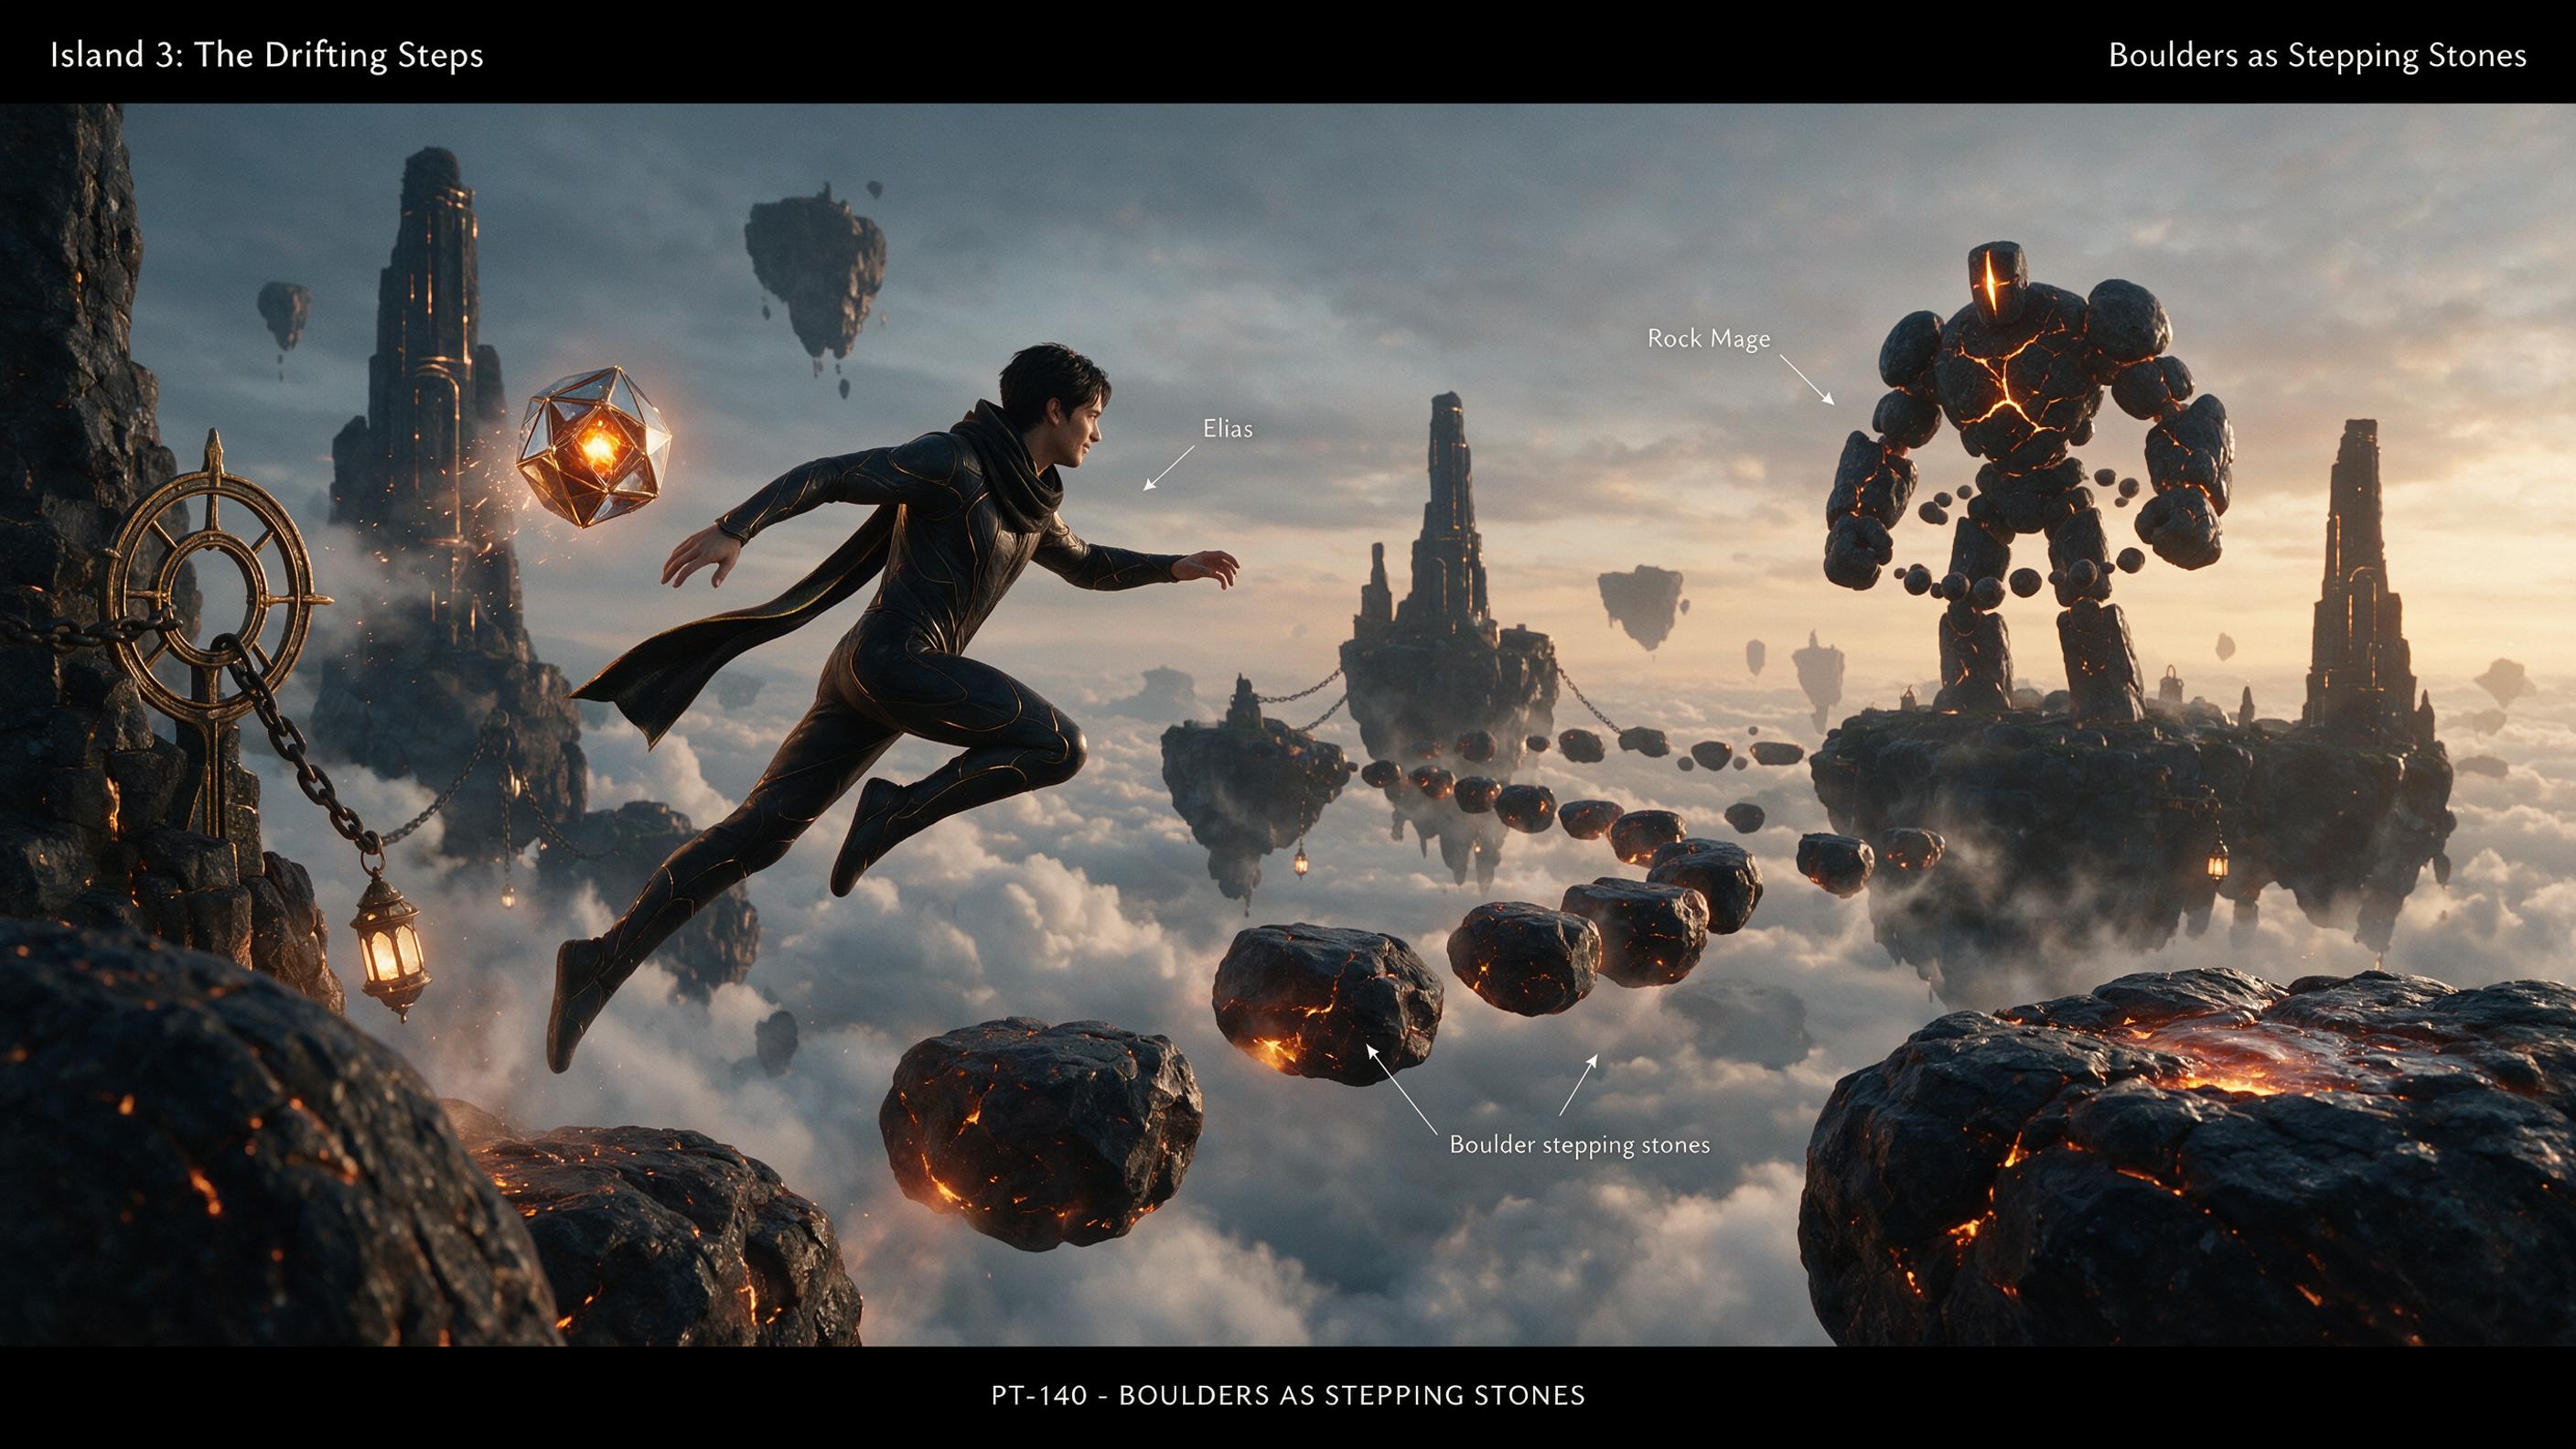 Island 3: The Drifting Steps
Boulders as Stepping Stones
Rock Mage
Elias
Boulder stepping stones
PT-140 - BOULDERS AS STEPPING STONES